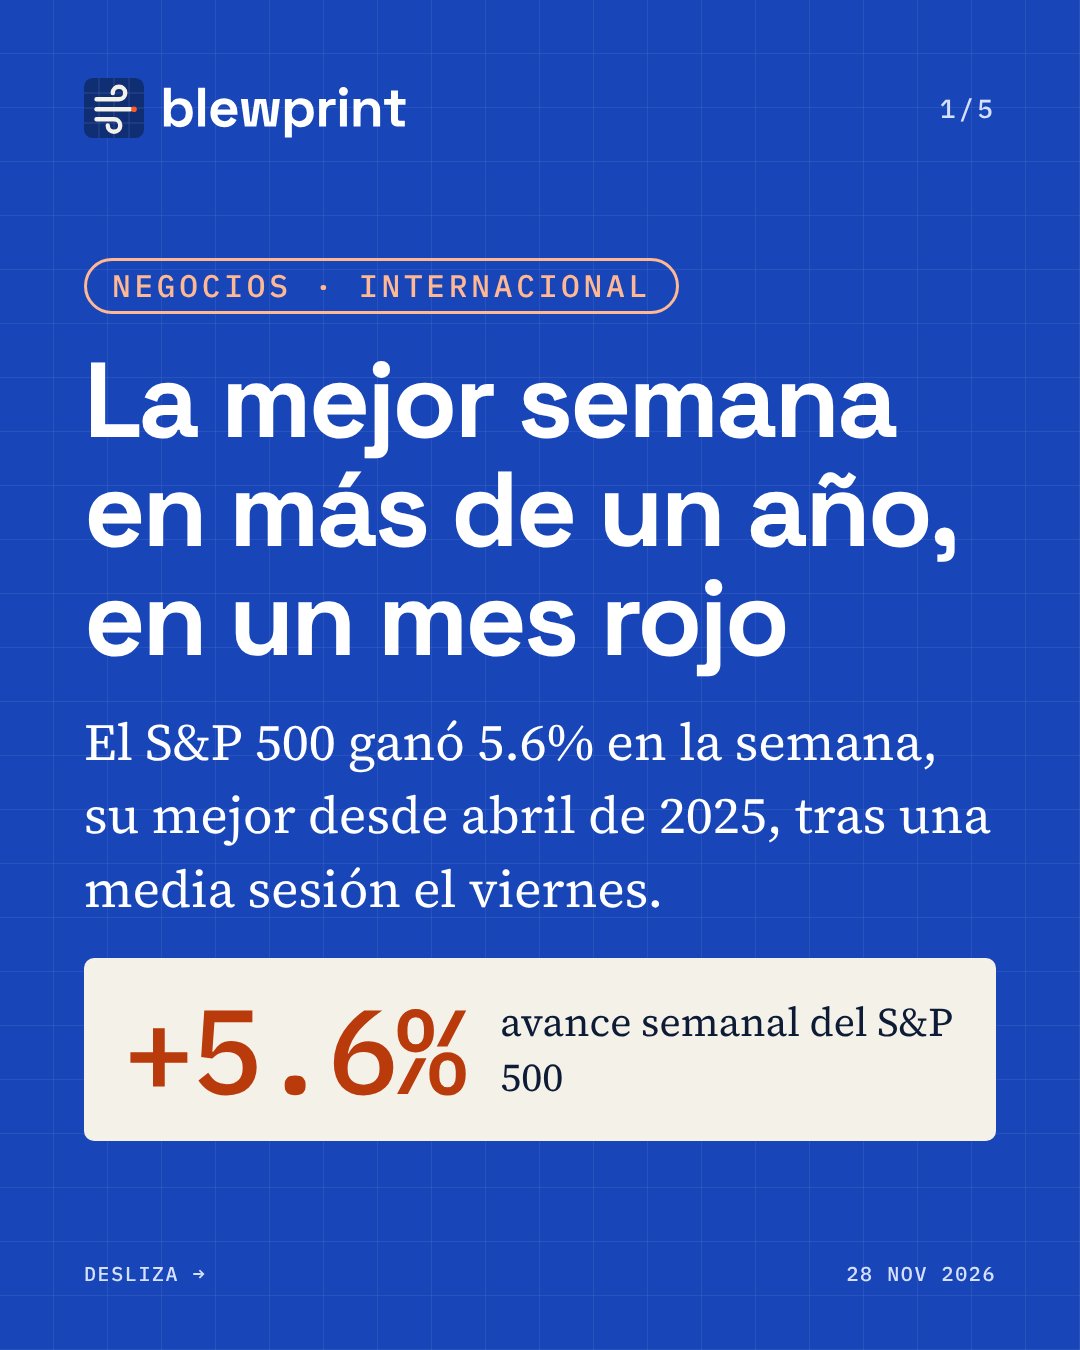 blewprint
1/5
NEGOCIOS · INTERNACIONAL
La mejor semana
en más de un año,
en un mes rojo
El S&P 500 ganó 5.6% en la semana,
su mejor desde abril de 2025, tras una
media sesión el viernes.
+5.6%
avance semanal del S&P
500
DESLIZA →
28 NOV 2026